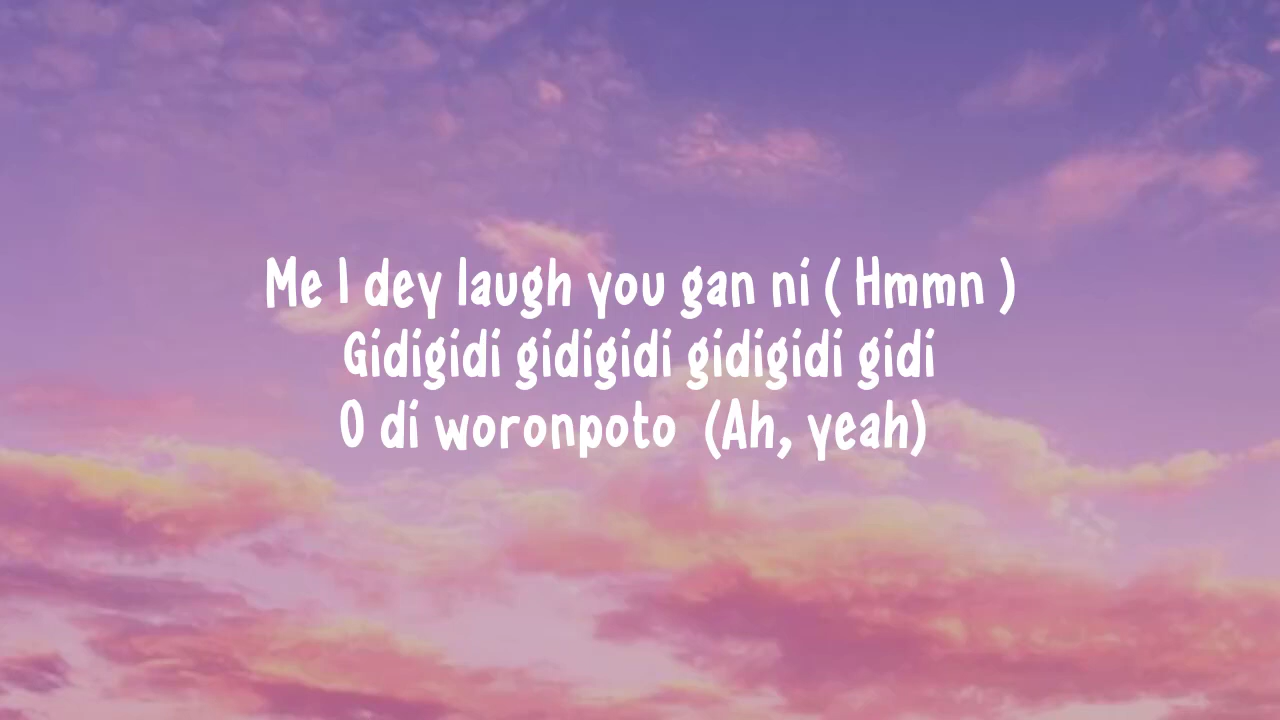 Me I dey laugh you gan ni ( Hmmn )
Gidigidi gidigidi gidigidi gidi
O di woronpoto (Ah, yeah)